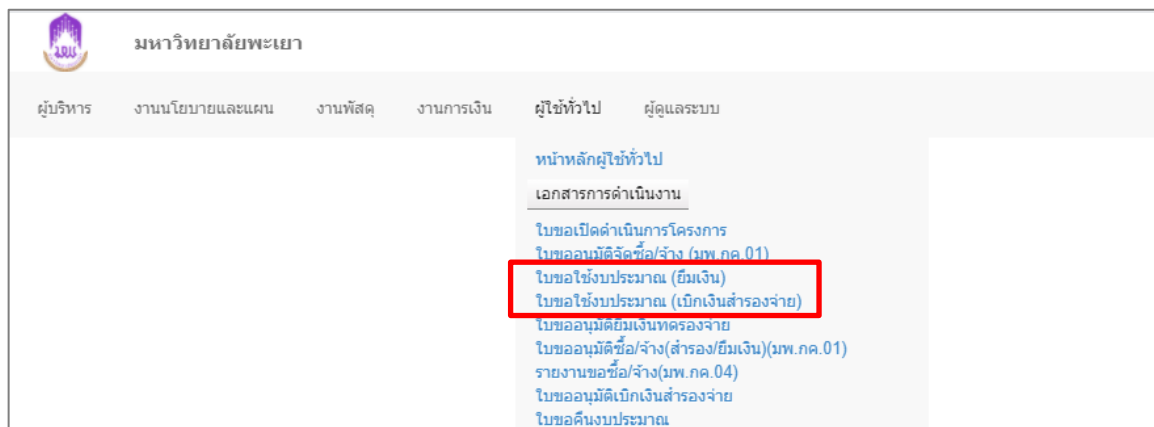 มหาวิทยาลัยพะเยา
ผู้บริหาร งานนโยบายและแผน งานพัสดุ งานการเงิน ผู้ใช้ทั่วไป ผู้ดูแลระบบ
หน้าหลักผู้ใช้ทั่วไป
เอกสารการดำเนินงาน
ใบขอเปิดดำเนินการโครงการ
ใบขออนุมัติจัดซื้อ/จ้าง (มพ.กค.01)
ใบขอใช้งบประมาณ (ยืมเงิน)
ใบขอใช้งบประมาณ (เบิกเงินสำรองจ่าย)
ใบขออนุมัติยืมเงินทดรองจ่าย
ใบขออนุมัติซื้อ/จ้าง(สำรอง/ยืมเงิน)(มพ.กค.01)
รายงานขอซื้อ/จ้าง(มพ.กค.04)
ใบขออนุมัติเบิกเงินสำรองจ่าย
ใบขอคืนงบประมาณ